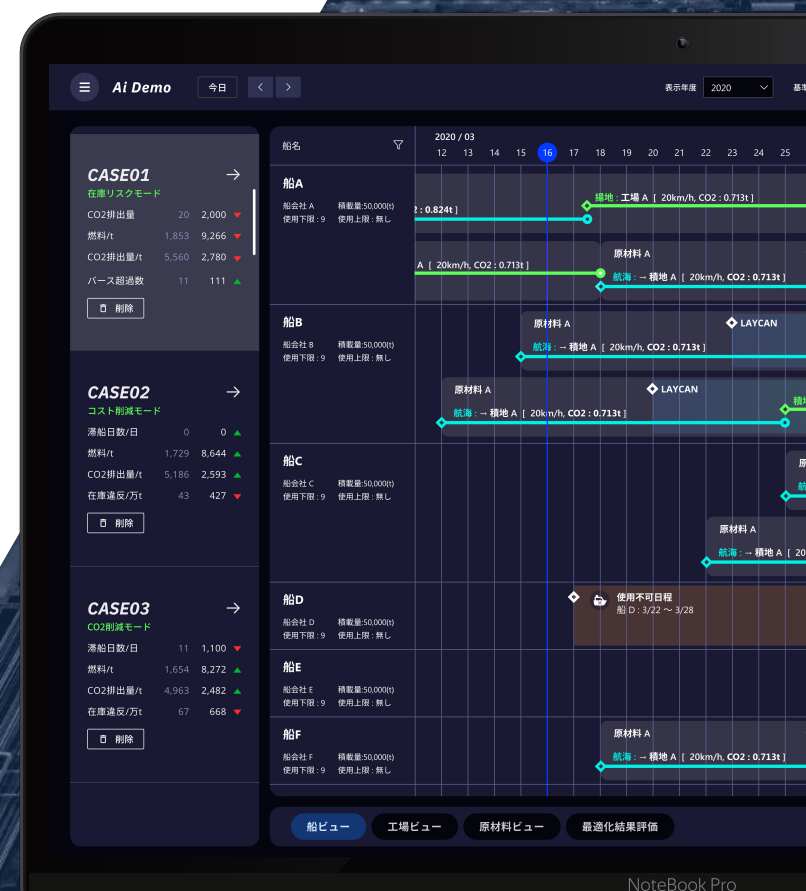 Ai Demo
今日
表示年度
2020
CASE01
在庫リスクモード
CO2排出量 20 2,000
燃料/t 1,853 9,266
CO2排出量/t 5,560 2,780
バース超過数 11 111
削除
CASE02
コスト削減モード
滞船日数/日 0 0
燃料/t 1,729 8,644
CO2排出量/t 5,186 2,593
在庫違反/万t 43 427
削除
CASE03
CO2削減モード
滞船日数/日 11 1,100
燃料/t 1,654 8,272
CO2排出量/t 4,963 2,482
在庫違反/万t 67 668
削除
船名
2020 / 03
12 13 14 15 16 17 18 19 20 21 22 23 24 25
船A
船会社 A 積載量:50,000(t)
使用下限 : 9 使用上限 : 無し
: 0.824t ]
揚地 : 工場 A [ 20km/h, CO2 : 0.713t ]
A [ 20km/h, CO2 : 0.713t ]
原材料 A
航海 : → 積地 A [ 20km/h, CO2 : 0.713t ]
船B
船会社 B 積載量:50,000(t)
使用下限 : 9 使用上限 : 無し
原材料 A
LAYCAN
航海 : → 積地 A [ 20km/h, CO2 : 0.713t ]
原材料 A
LAYCAN
航海 : → 積地 A [ 20km/h, CO2 : 0.713t ]
船C
船会社 C 積載量:50,000(t)
使用下限 : 9 使用上限 : 無し
原材料 A
航海 : → 積地 A [ 20
船D
船会社 D 積載量:50,000(t)
使用下限 : 9 使用上限 : 無し
使用不可日程
船 D : 3/22 〜 3/28
船E
船会社 E 積載量:50,000(t)
使用下限 : 9 使用上限 : 無し
船F
船会社 F 積載量:50,000(t)
使用下限 : 9 使用上限 : 無し
原材料 A
航海 : → 積地 A [ 20km/h, CO2 : 0.713t ]
船ビュー
工場ビュー
原材料ビュー
最適化結果評価
NoteBook Pro